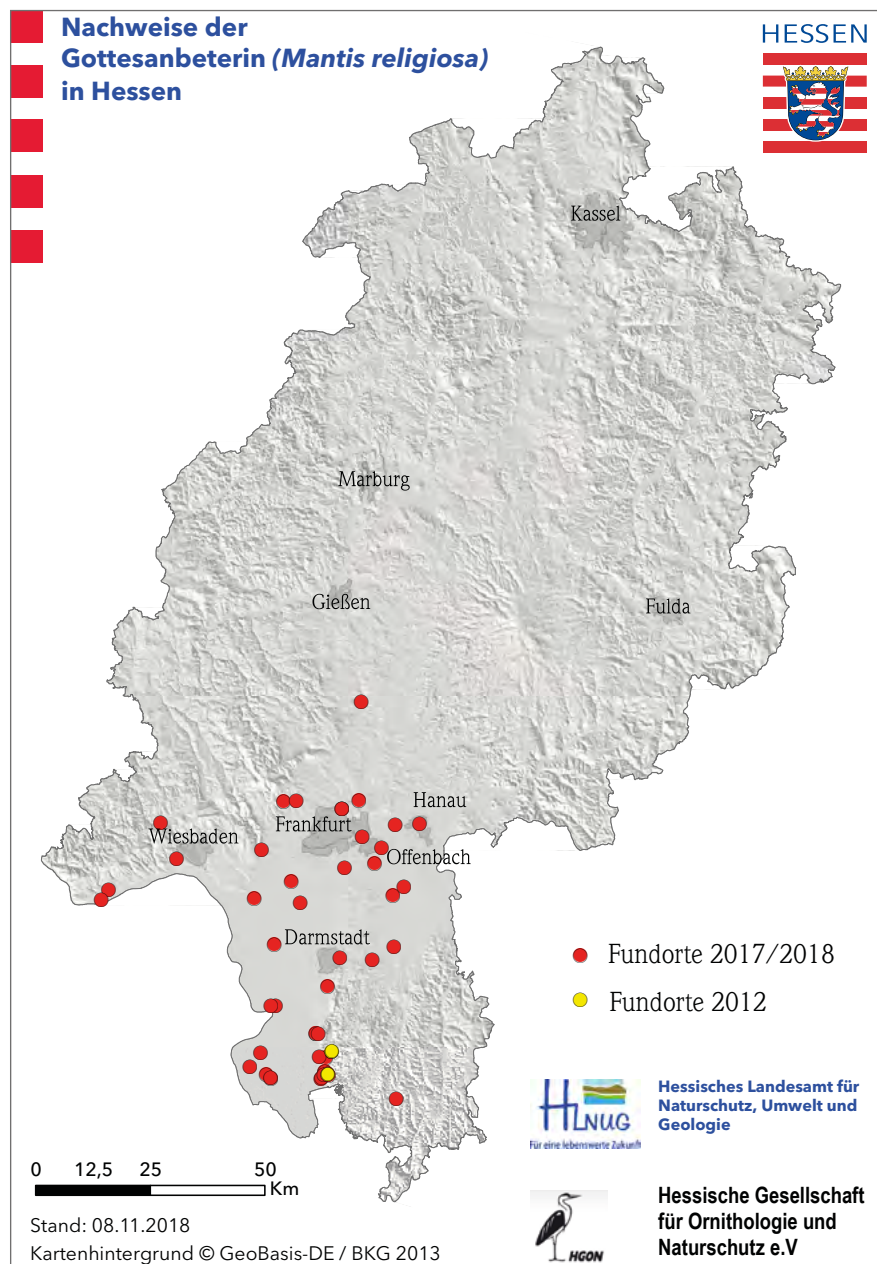 Nachweise der
Gottesanbeterin (Mantis religiosa)
in Hessen
HESSEN
Kassel
Marburg
Gießen
Fulda
Hanau
Frankfurt
Wiesbaden
Offenbach
Darmstadt
Fundorte 2017/2018
Fundorte 2012
HLNUG
Für eine lebenswerte Zukunft
Hessisches Landesamt für
Naturschutz, Umwelt und
Geologie
0 12,5 25 50
Km
HGON
Hessische Gesellschaft
für Ornithologie und
Naturschutz e.V
Stand: 08.11.2018
Kartenhintergrund © GeoBasis-DE / BKG 2013